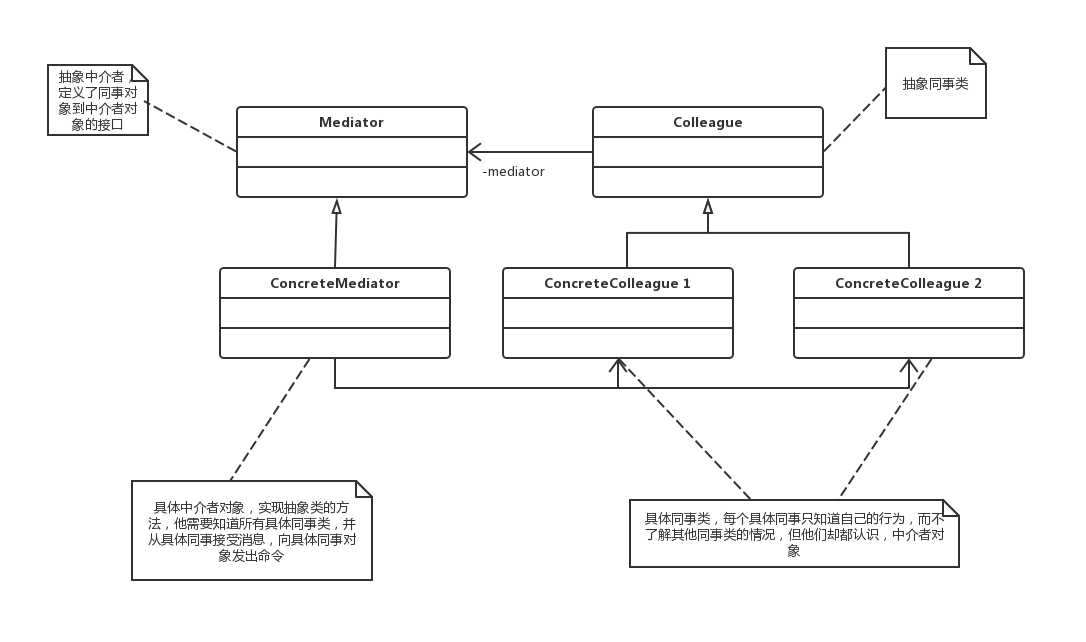 抽象中介者，
定义了同事对
象到中介者对
象的接口
抽象同事类
Mediator
Colleague
-mediator
ConcreteMediator
ConcreteColleague 1
ConcreteColleague 2
具体中介者对象，实现抽象类的方
法，他需要知道所有具体同事类，并
从具体同事接受消息，向具体同事对
象发出命令
具体同事类，每个具体同事只知道自己的行为，而不
了解其他同事类的情况，但他们却都认识，中介者对
象